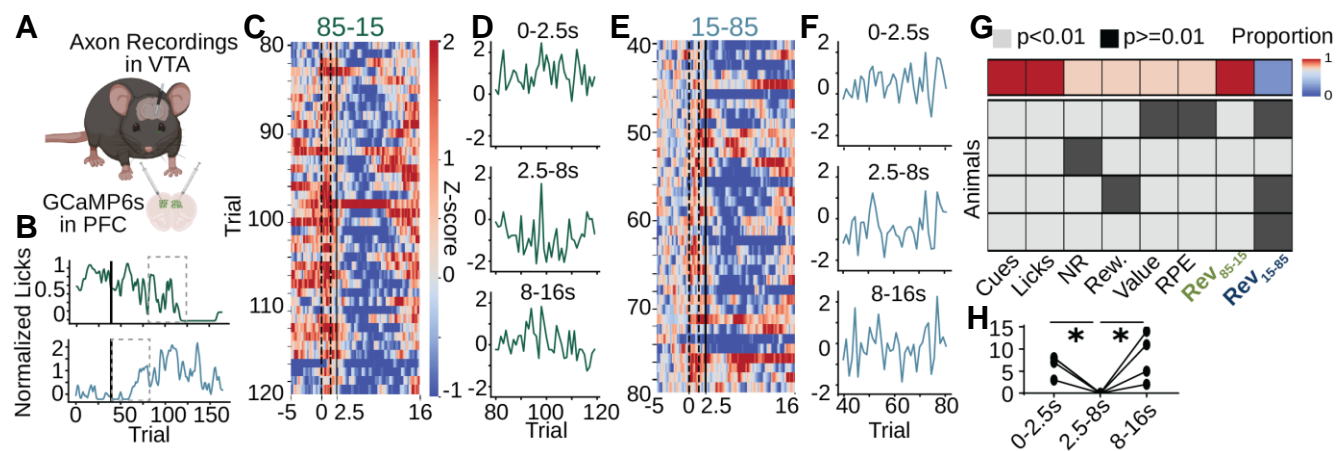 A
Axon Recordings
in VTA
GCaMP6s
in PFC
B
Normalized Licks
1
0.5
0
2
1
0
0 50 100 150
Trial
C
85-15
Trial
80
90
100
110
120
-5 0 2.5 16
2
1
0
-1
Z-score
D
0-2.5s
2
0
-2
2.5-8s
2
0
-2
8-16s
2
0
-2
80 100 120
Trial
E
15-85
40
50
60
70
80
-5 0 2.5 16
F
0-2.5s
2
0
-2
2.5-8s
2
0
-2
8-16s
2
0
-2
40 60 80
Trial
G
p<0.01 p>=0.01 Proportion
1
0
Animals
Cues Licks NR Rew. Value RPE Rev85-15 Rev15-85
H
* *
15
10
5
0
0-2.5s 2.5-8s 8-16s